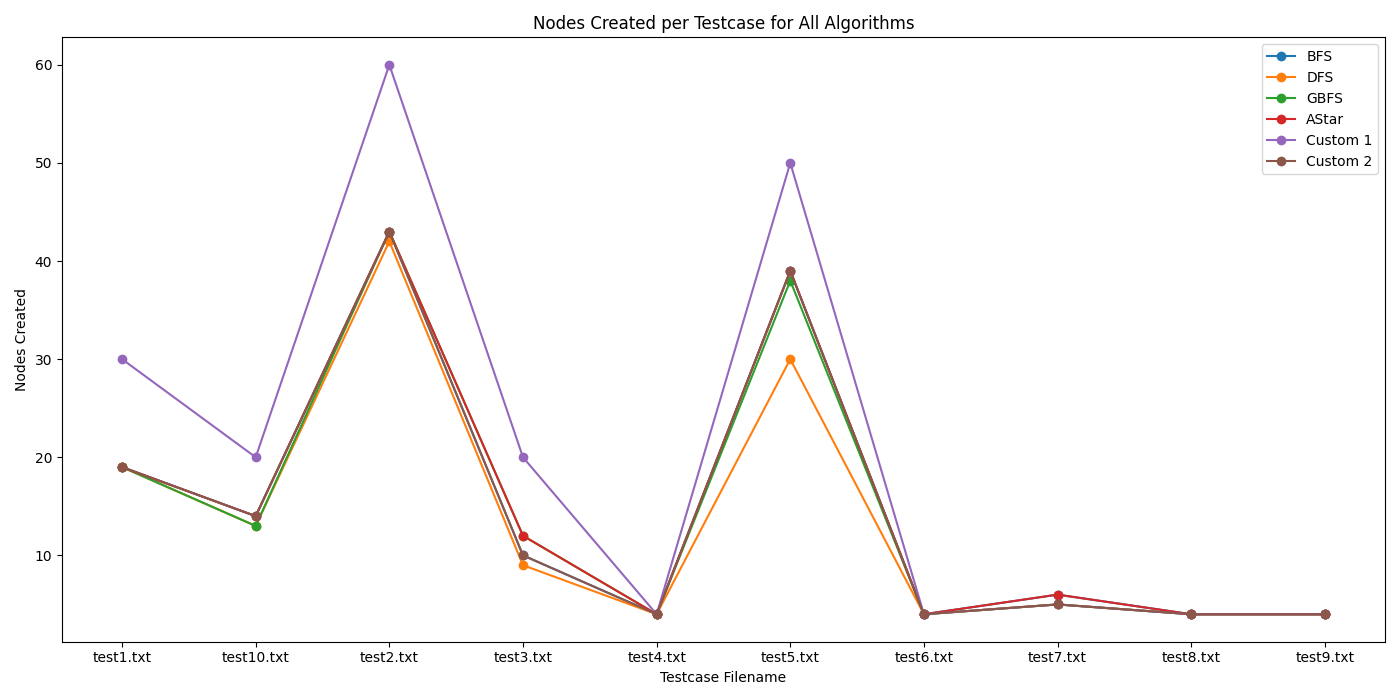 Nodes Created per Testcase for All Algorithms
BFS
DFS
GBFS
AStar
Custom 1
Custom 2
60
50
40
30
20
10
Nodes Created
test1.txt test10.txt test2.txt test3.txt test4.txt test5.txt test6.txt test7.txt test8.txt test9.txt
Testcase Filename